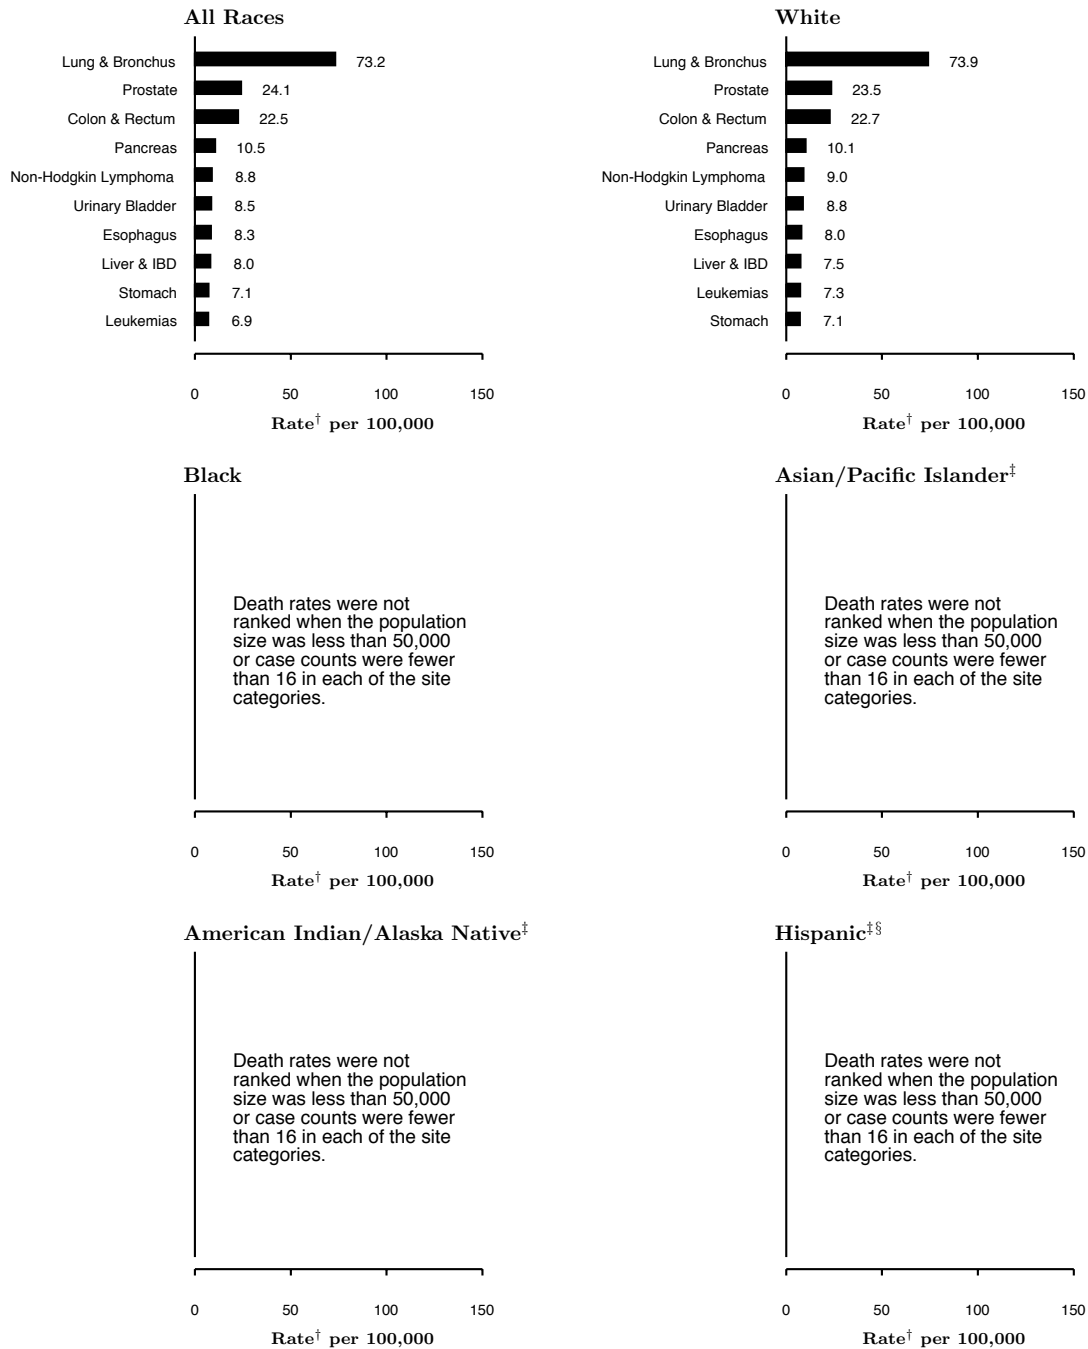 All Races
Lung & Bronchus 73.2
Prostate 24.1
Colon & Rectum 22.5
Pancreas 10.5
Non-Hodgkin Lymphoma 8.8
Urinary Bladder 8.5
Esophagus 8.3
Liver & IBD 8.0
Stomach 7.1
Leukemias 6.9
0 50 100 150
Rate† per 100,000
White
Lung & Bronchus 73.9
Prostate 23.5
Colon & Rectum 22.7
Pancreas 10.1
Non-Hodgkin Lymphoma 9.0
Urinary Bladder 8.8
Esophagus 8.0
Liver & IBD 7.5
Leukemias 7.3
Stomach 7.1
0 50 100 150
Rate† per 100,000
Black
Death rates were not
ranked when the population
size was less than 50,000
or case counts were fewer
than 16 in each of the site
categories.
0 50 100 150
Rate† per 100,000
Asian/Pacific Islander‡
Death rates were not
ranked when the population
size was less than 50,000
or case counts were fewer
than 16 in each of the site
categories.
0 50 100 150
Rate† per 100,000
American Indian/Alaska Native‡
Death rates were not
ranked when the population
size was less than 50,000
or case counts were fewer
than 16 in each of the site
categories.
0 50 100 150
Rate† per 100,000
Hispanic‡§
Death rates were not
ranked when the population
size was less than 50,000
or case counts were fewer
than 16 in each of the site
categories.
0 50 100 150
Rate† per 100,000